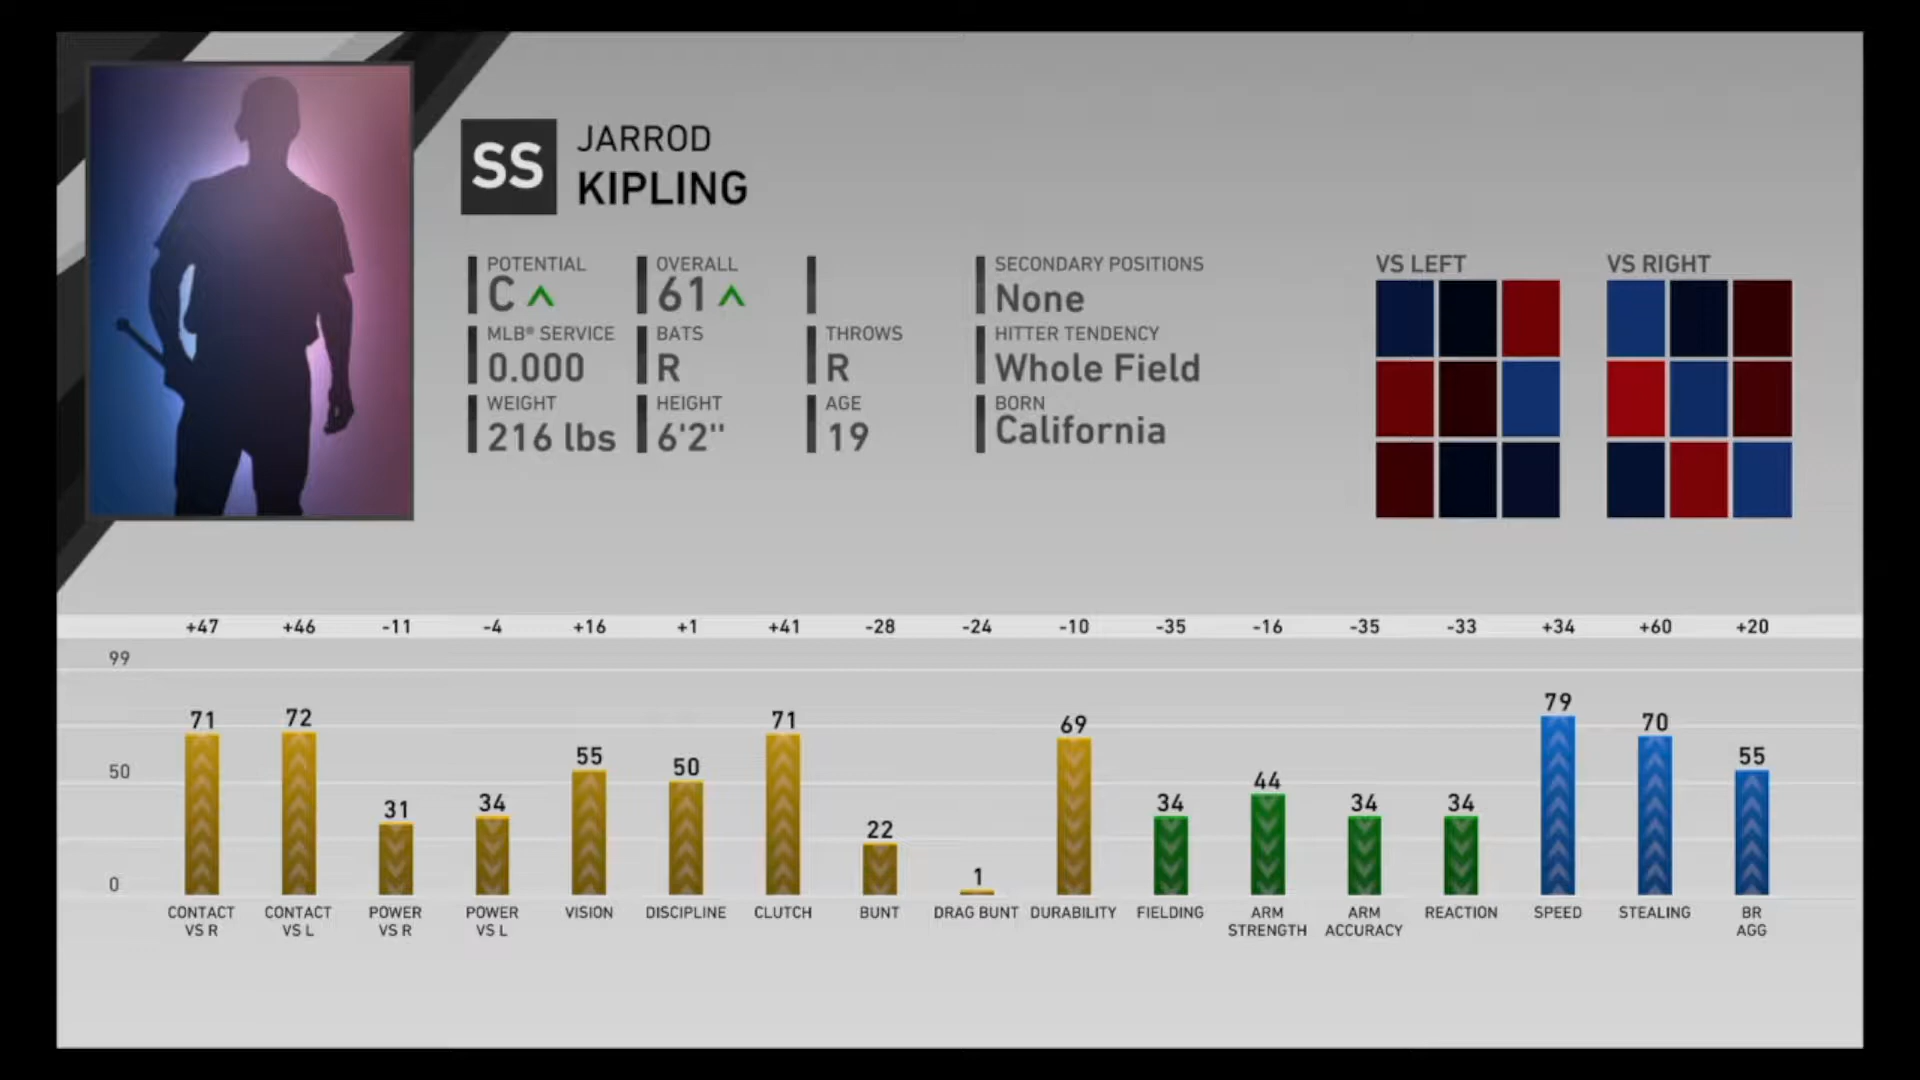 SS
JARROD
KIPLING
POTENTIAL OVERALL SECONDARY POSITIONS
C 61 None
MLB® SERVICE BATS THROWS HITTER TENDENCY
0.000 R R Whole Field
WEIGHT HEIGHT AGE BORN
216 lbs 6'2" 19 California
VS LEFT VS RIGHT
+47 +46 -11 -4 +16 +1 +41 -28 -24 -10 -35 -16 -35 -33 +34 +60 +20
99
50
0
71 72 31 34 55 50 71 22 1 69 34 44 34 34 79 70 55
CONTACT VS R
CONTACT VS L
POWER VS R
POWER VS L
VISION
DISCIPLINE
CLUTCH
BUNT
DRAG BUNT
DURABILITY
FIELDING
ARM STRENGTH
ARM ACCURACY
REACTION
SPEED
STEALING
BR AGG